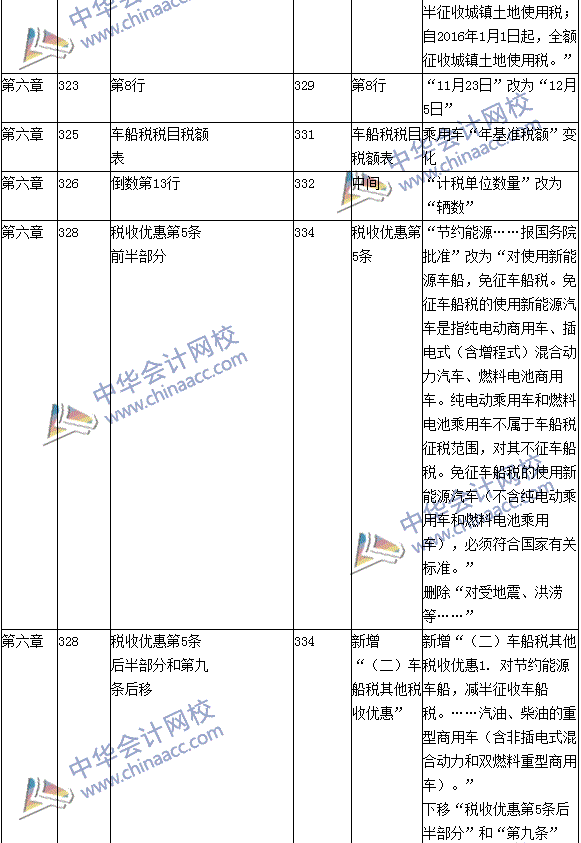 半征收城镇土地使用税；
自2016年1月1日起，全额
征收城镇土地使用税。”
第六章 323 第8行 329 第8行 “11月23日”改为“12月
5日”
第六章 325 车船税税目税额 331 车船税税目 乘用车“年基准税额”变
表 税额表 化
第六章 326 倒数第13行 332 中间 “计税单位数量”改为
“辆数”
第六章 328 税收优惠第5条 334 税收优惠第 “节约能源……报国务院
前半部分 5条 批准”改为“对使用新能
源车船，免征车船税。免
征车船税的使用新能源汽
车是指纯电动商用车、插
电式（含增程式）混合动
力汽车、燃料电池商用
车。纯电动乘用车和燃料
电池乘用车不属于车船税
征税范围，对其不征车船
税。免征车船税的使用新
能源汽车（不含纯电动乘
用车和燃料电池乘用
车），必须符合国家有关
标准。”
删除“对受地震、洪涝
等……”
第六章 328 税收优惠第5条 334 新增 新增“（二）车船税其他
后半部分和第九 “（二）车 税收优惠1. 对节约能源
条后移 船税其他税 车船，减半征收车船
收优惠” 税。……汽油、柴油的重
型商用车（含非插电式混
合动力和双燃料重型商用
车）。”
下移“税收优惠第5条后
半部分”和“第九条”
中华会计网校
www.chinaacc.com
中华会计网校
www.chinaacc.com
中华会计网校
www.chinaacc.com
中华会计网校
www.chinaacc.com
中华会计网校
www.chinaacc.com